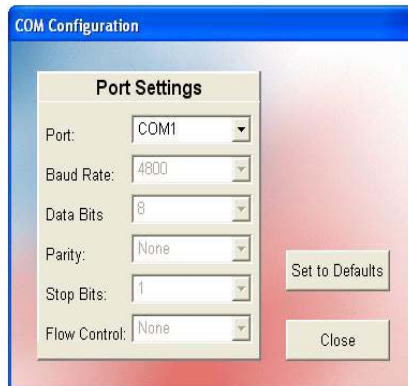 COM Configuration
Port Settings
Port: COM1
Baud Rate: 4800
Data Bits 8
Parity: None
Stop Bits: 1
Flow Control: None
Set to Defaults
Close